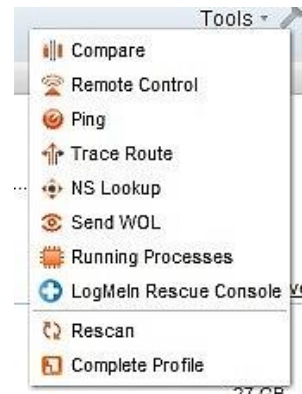 Tools
Compare
Remote Control
Ping
Trace Route
NS Lookup
Send WOL
Running Processes
LogMeIn Rescue Console
Rescan
Complete Profile